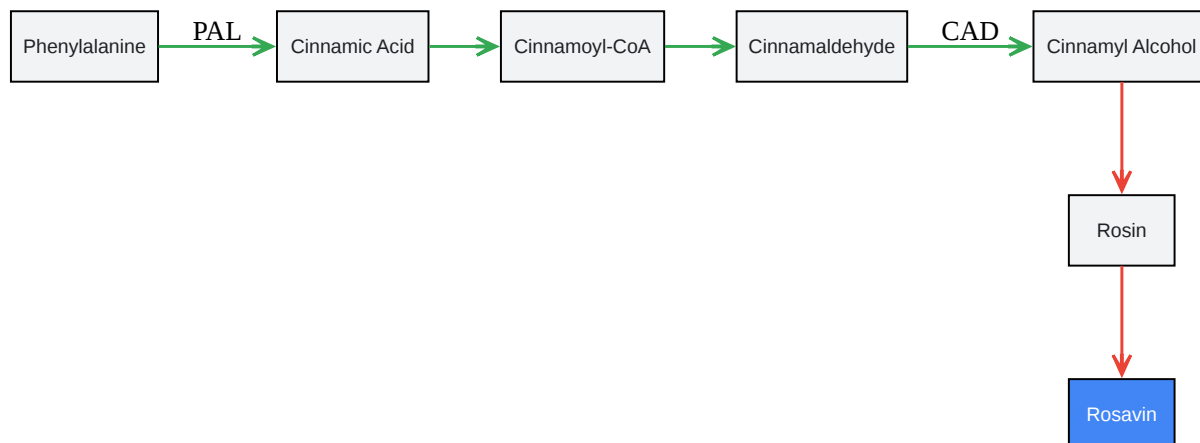 Phenylalanine
PAL
Cinnamic Acid
Cinnamoyl-CoA
Cinnamaldehyde
CAD
Cinnamyl Alcohol
Rosin
Rosavin